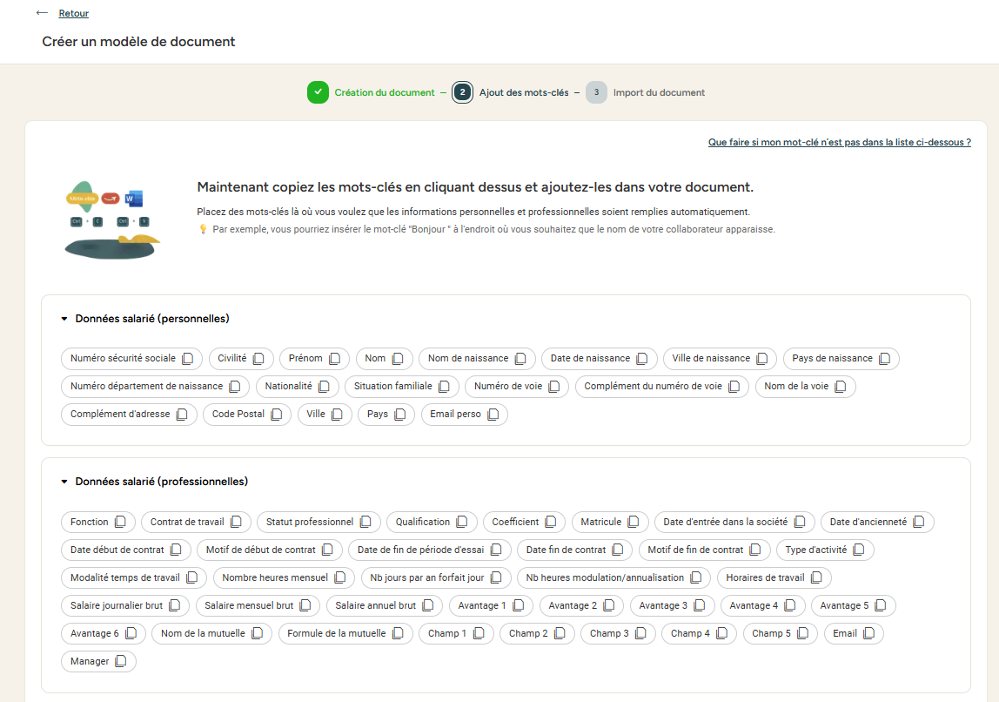 ← Retour
Créer un modèle de document
Création du document – 2 Ajout des mots-clés – 3 Import du document
Que faire si mon mot-clé n'est pas dans la liste ci-dessous ?
Maintenant copiez les mots-clés en cliquant dessus et ajoutez-les dans votre document.
Mots-clés W
Placez des mots-clés là où vous voulez que les informations personnelles et professionnelles soient remplies automatiquement.
Ctrl + C Ctrl + V
Par exemple, vous pourriez insérer le mot-clé "Bonjour " à l'endroit où vous souhaitez que le nom de votre collaborateur apparaisse.
Données salarié (personnelles)
Numéro sécurité sociale Civilité Prénom Nom Nom de naissance Date de naissance Ville de naissance Pays de naissance
Numéro département de naissance Nationalité Situation familiale Numéro de voie Complément du numéro de voie Nom de la voie
Complément d'adresse Code Postal Ville Pays Email perso
Données salarié (professionnelles)
Fonction Contrat de travail Statut professionnel Qualification Coefficient Matricule Date d'entrée dans la société Date d'ancienneté
Date début de contrat Motif de début de contrat Date de fin de période d'essai Date fin de contrat Motif de fin de contrat Type d'activité
Modalité temps de travail Nombre heures mensuel Nb jours par an forfait jour Nb heures modulation/annualisation Horaires de travail
Salaire journalier brut Salaire mensuel brut Salaire annuel brut Avantage 1 Avantage 2 Avantage 3 Avantage 4 Avantage 5
Avantage 6 Nom de la mutuelle Formule de la mutuelle Champ 1 Champ 2 Champ 3 Champ 4 Champ 5 Email
Manager